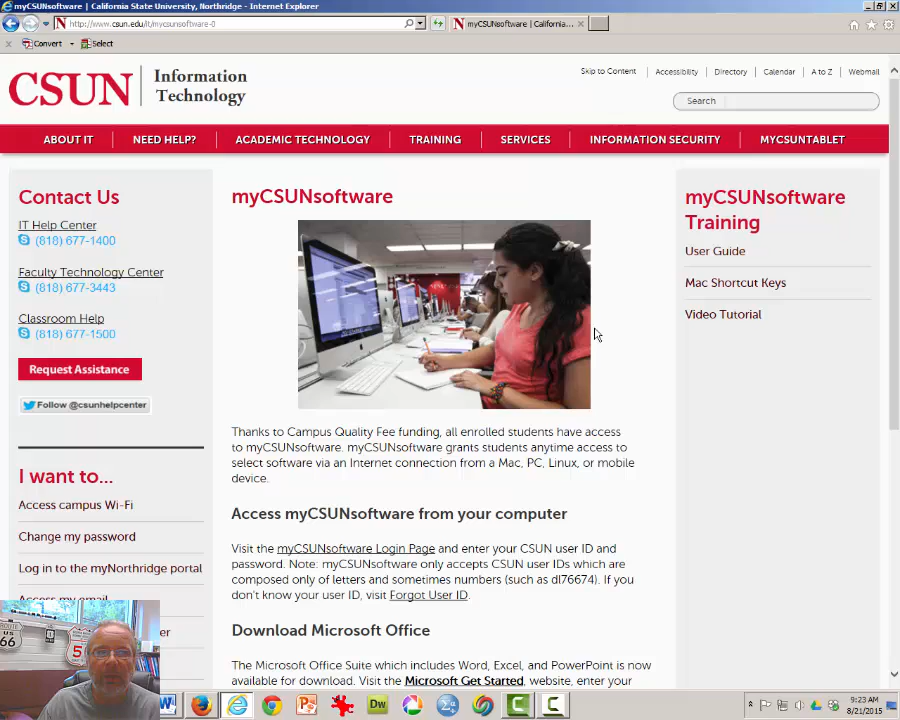 myCSUNsoftware | California State University, Northridge - Internet Explorer
http://www.csun.edu/it/mycsunsoftware-0
myCSUNsoftware | California...
Convert
Select
CSUN
Information
Technology
Skip to Content
Accessibility
Directory
Calendar
A to Z
Webmail
Search
ABOUT IT
NEED HELP?
ACADEMIC TECHNOLOGY
TRAINING
SERVICES
INFORMATION SECURITY
MYCSUNTABLET
Contact Us
IT Help Center
(818) 677-1400
Faculty Technology Center
(818) 677-3443
Classroom Help
(818) 677-1500
Request Assistance
Follow @csunhelpcenter
I want to...
Access campus Wi-Fi
Change my password
Log in to the myNorthridge portal
Access my email
myCSUNsoftware
Thanks to Campus Quality Fee funding, all enrolled students have access
to myCSUNsoftware. myCSUNsoftware grants students anytime access to
select software via an Internet connection from a Mac, PC, Linux, or mobile
device.
Access myCSUNsoftware from your computer
Visit the myCSUNsoftware Login Page and enter your CSUN user ID and
password. Note: myCSUNsoftware only accepts CSUN user IDs which are
composed only of letters and sometimes numbers (such as dl76674). If you
don't know your user ID, visit Forgot User ID.
Download Microsoft Office
The Microsoft Office Suite which includes Word, Excel, and PowerPoint is now
available for download. Visit the Microsoft Get Started, website, enter your
myCSUNsoftware
Training
User Guide
Mac Shortcut Keys
Video Tutorial
ROUTE
US
66
5
Dw
9:23 AM
8/21/2015